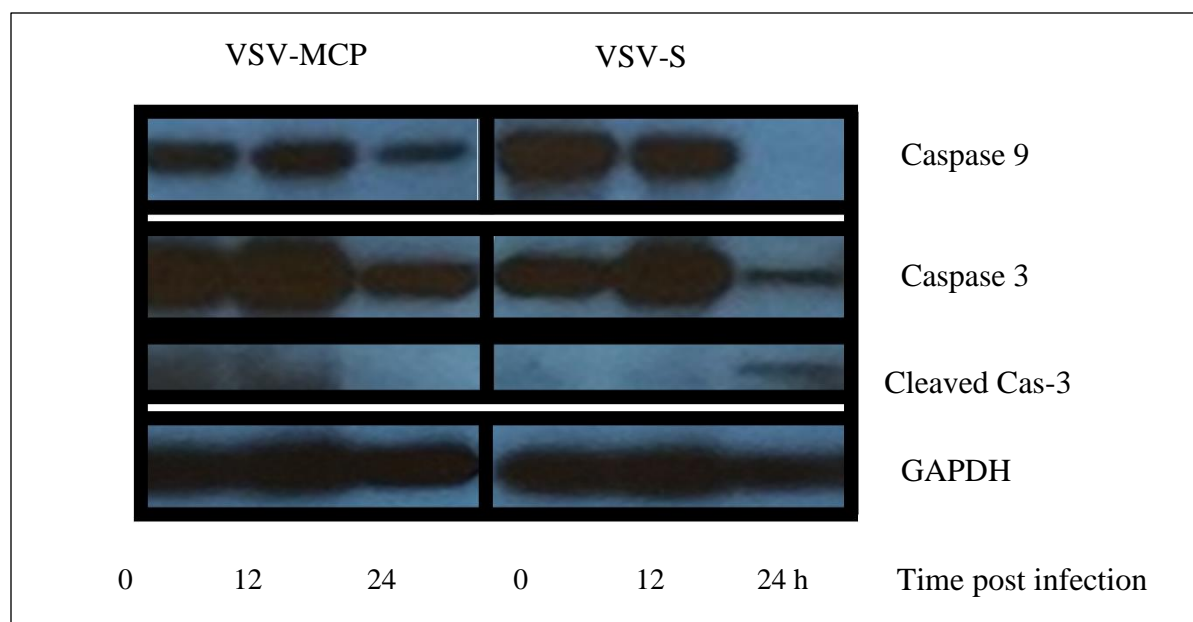 VSV-MCP VSV-S
Caspase 9
Caspase 3
Cleaved Cas-3
GAPDH
0 12 24 0 12 24 h Time post infection